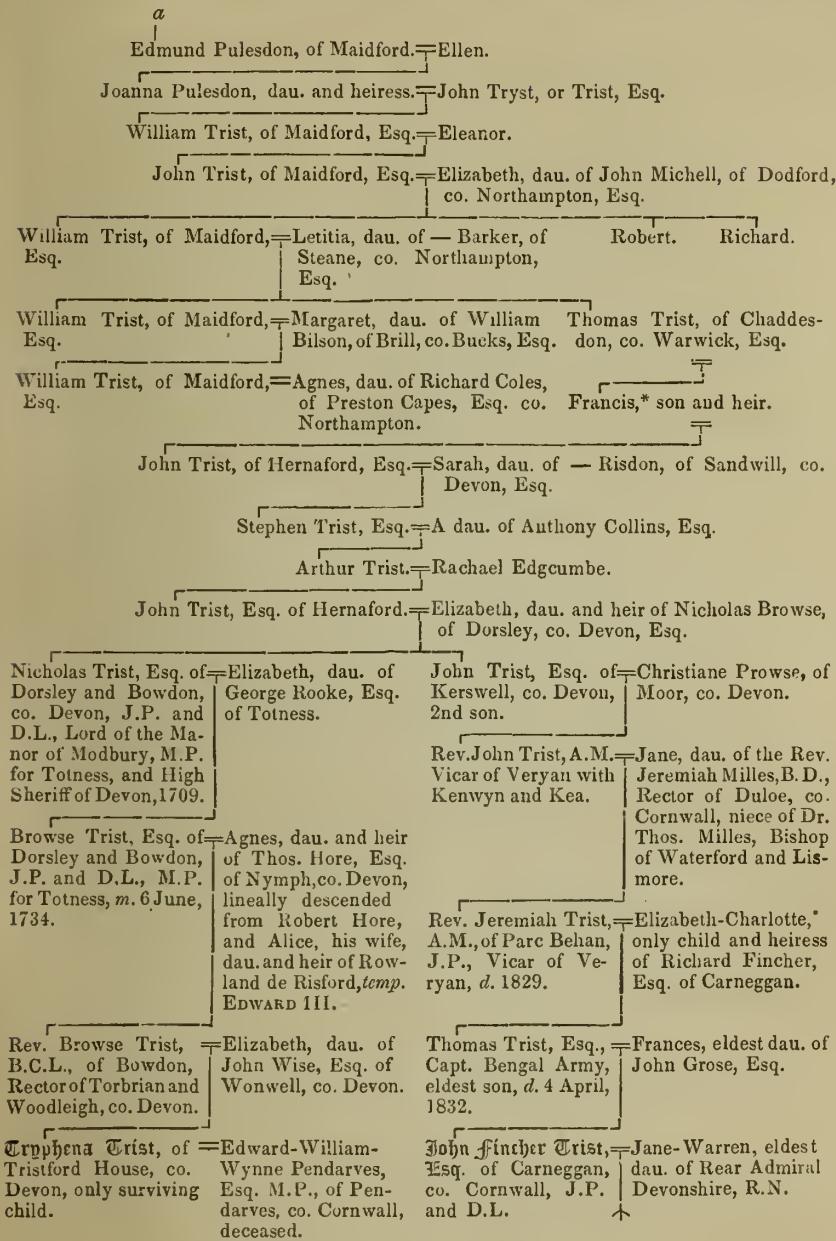 a
Edmund Pulesdon, of Maidford.=Ellen.
Joanna Pulesdon, dau. and heiress.=John Tryst, or Trist, Esq.
William Trist, of Maidford, Esq.=Eleanor.
John Trist, of Maidford, Esq.=Elizabeth, dau. of John Michell, of Dodford,
co. Northampton, Esq.
William Trist, of Maidford,=Letitia, dau. of — Barker, of Robert. Richard.
Esq. Steane, co. Northampton,
Esq.
William Trist, of Maidford,=Margaret, dau. of William Thomas Trist, of Chaddes-
Esq. Bilson, of Brill, co. Bucks, Esq. don, co. Warwick, Esq.
William Trist, of Maidford,=Agnes, dau. of Richard Coles,
Esq. of Preston Capes, Esq. co. Francis,* son and heir.
Northampton.
John Trist, of Hernaford, Esq.=Sarah, dau. of — Risdon, of Sandwill, co.
Devon, Esq.
Stephen Trist, Esq.=A dau. of Anthony Collins, Esq.
Arthur Trist.=Rachael Edgcumbe.
John Trist, Esq. of Hernaford.=Elizabeth, dau. and heir of Nicholas Browse,
of Dorsley, co. Devon, Esq.
Nicholas Trist, Esq. of=Elizabeth, dau. of
Dorsley and Bowdon, George Rooke, Esq.
co. Devon, J.P. and of Totness.
D.L., Lord of the Ma-
nor of Modbury, M.P.
for Totness, and High
Sheriff of Devon, 1709.
John Trist, Esq. of=Christiane Prowse, of
Kerswell, co. Devon, Moor, co. Devon.
2nd son.
Rev. John Trist, A.M.=Jane, dau. of the Rev.
Vicar of Veryan with Jeremiah Milles, B.D.,
Kenwyn and Kea. Rector of Duloe, co.
Cornwall, niece of Dr.
Thos. Milles, Bishop
of Waterford and Lis-
more.
Browse Trist, Esq. of=Agnes, dau. and heir
Dorsley and Bowdon, of Thos. Hore, Esq.
J.P. and D.L., M.P. of Nymph, co. Devon,
for Totness, m. 6 June, lineally descended
1734. from Robert Hore,
and Alice, his wife,
dau. and heir of Row-
land de Risford, temp.
EDWARD III.
Rev. Jeremiah Trist,=Elizabeth-Charlotte,
A.M., of Parc Behan, only child and heiress
J.P., Vicar of Ve- of Richard Fincher,
ryan, d. 1829. Esq. of Carneggan.
Rev. Browse Trist, =Elizabeth, dau. of
B.C.L., of Bowdon, John Wise, Esq. of
Rector of Torbrian and Wonwell, co. Devon.
Woodleigh, co. Devon.
Thomas Trist, Esq., =Frances, eldest dau. of
Capt. Bengal Army, John Grose, Esq.
eldest son, d. 4 April,
1832.
Tryphena Trist, of =Edward-William-
Tristford House, co. Wynne Pendarves,
Devon, only surviving Esq. M.P., of Pen-
child. darves, co. Cornwall,
deceased.
John Fincher Trist,=Jane-Warren, eldest
Esq. of Carneggan, dau. of Rear Admiral
co. Cornwall, J.P. Devonshire, R.N.
and D.L.